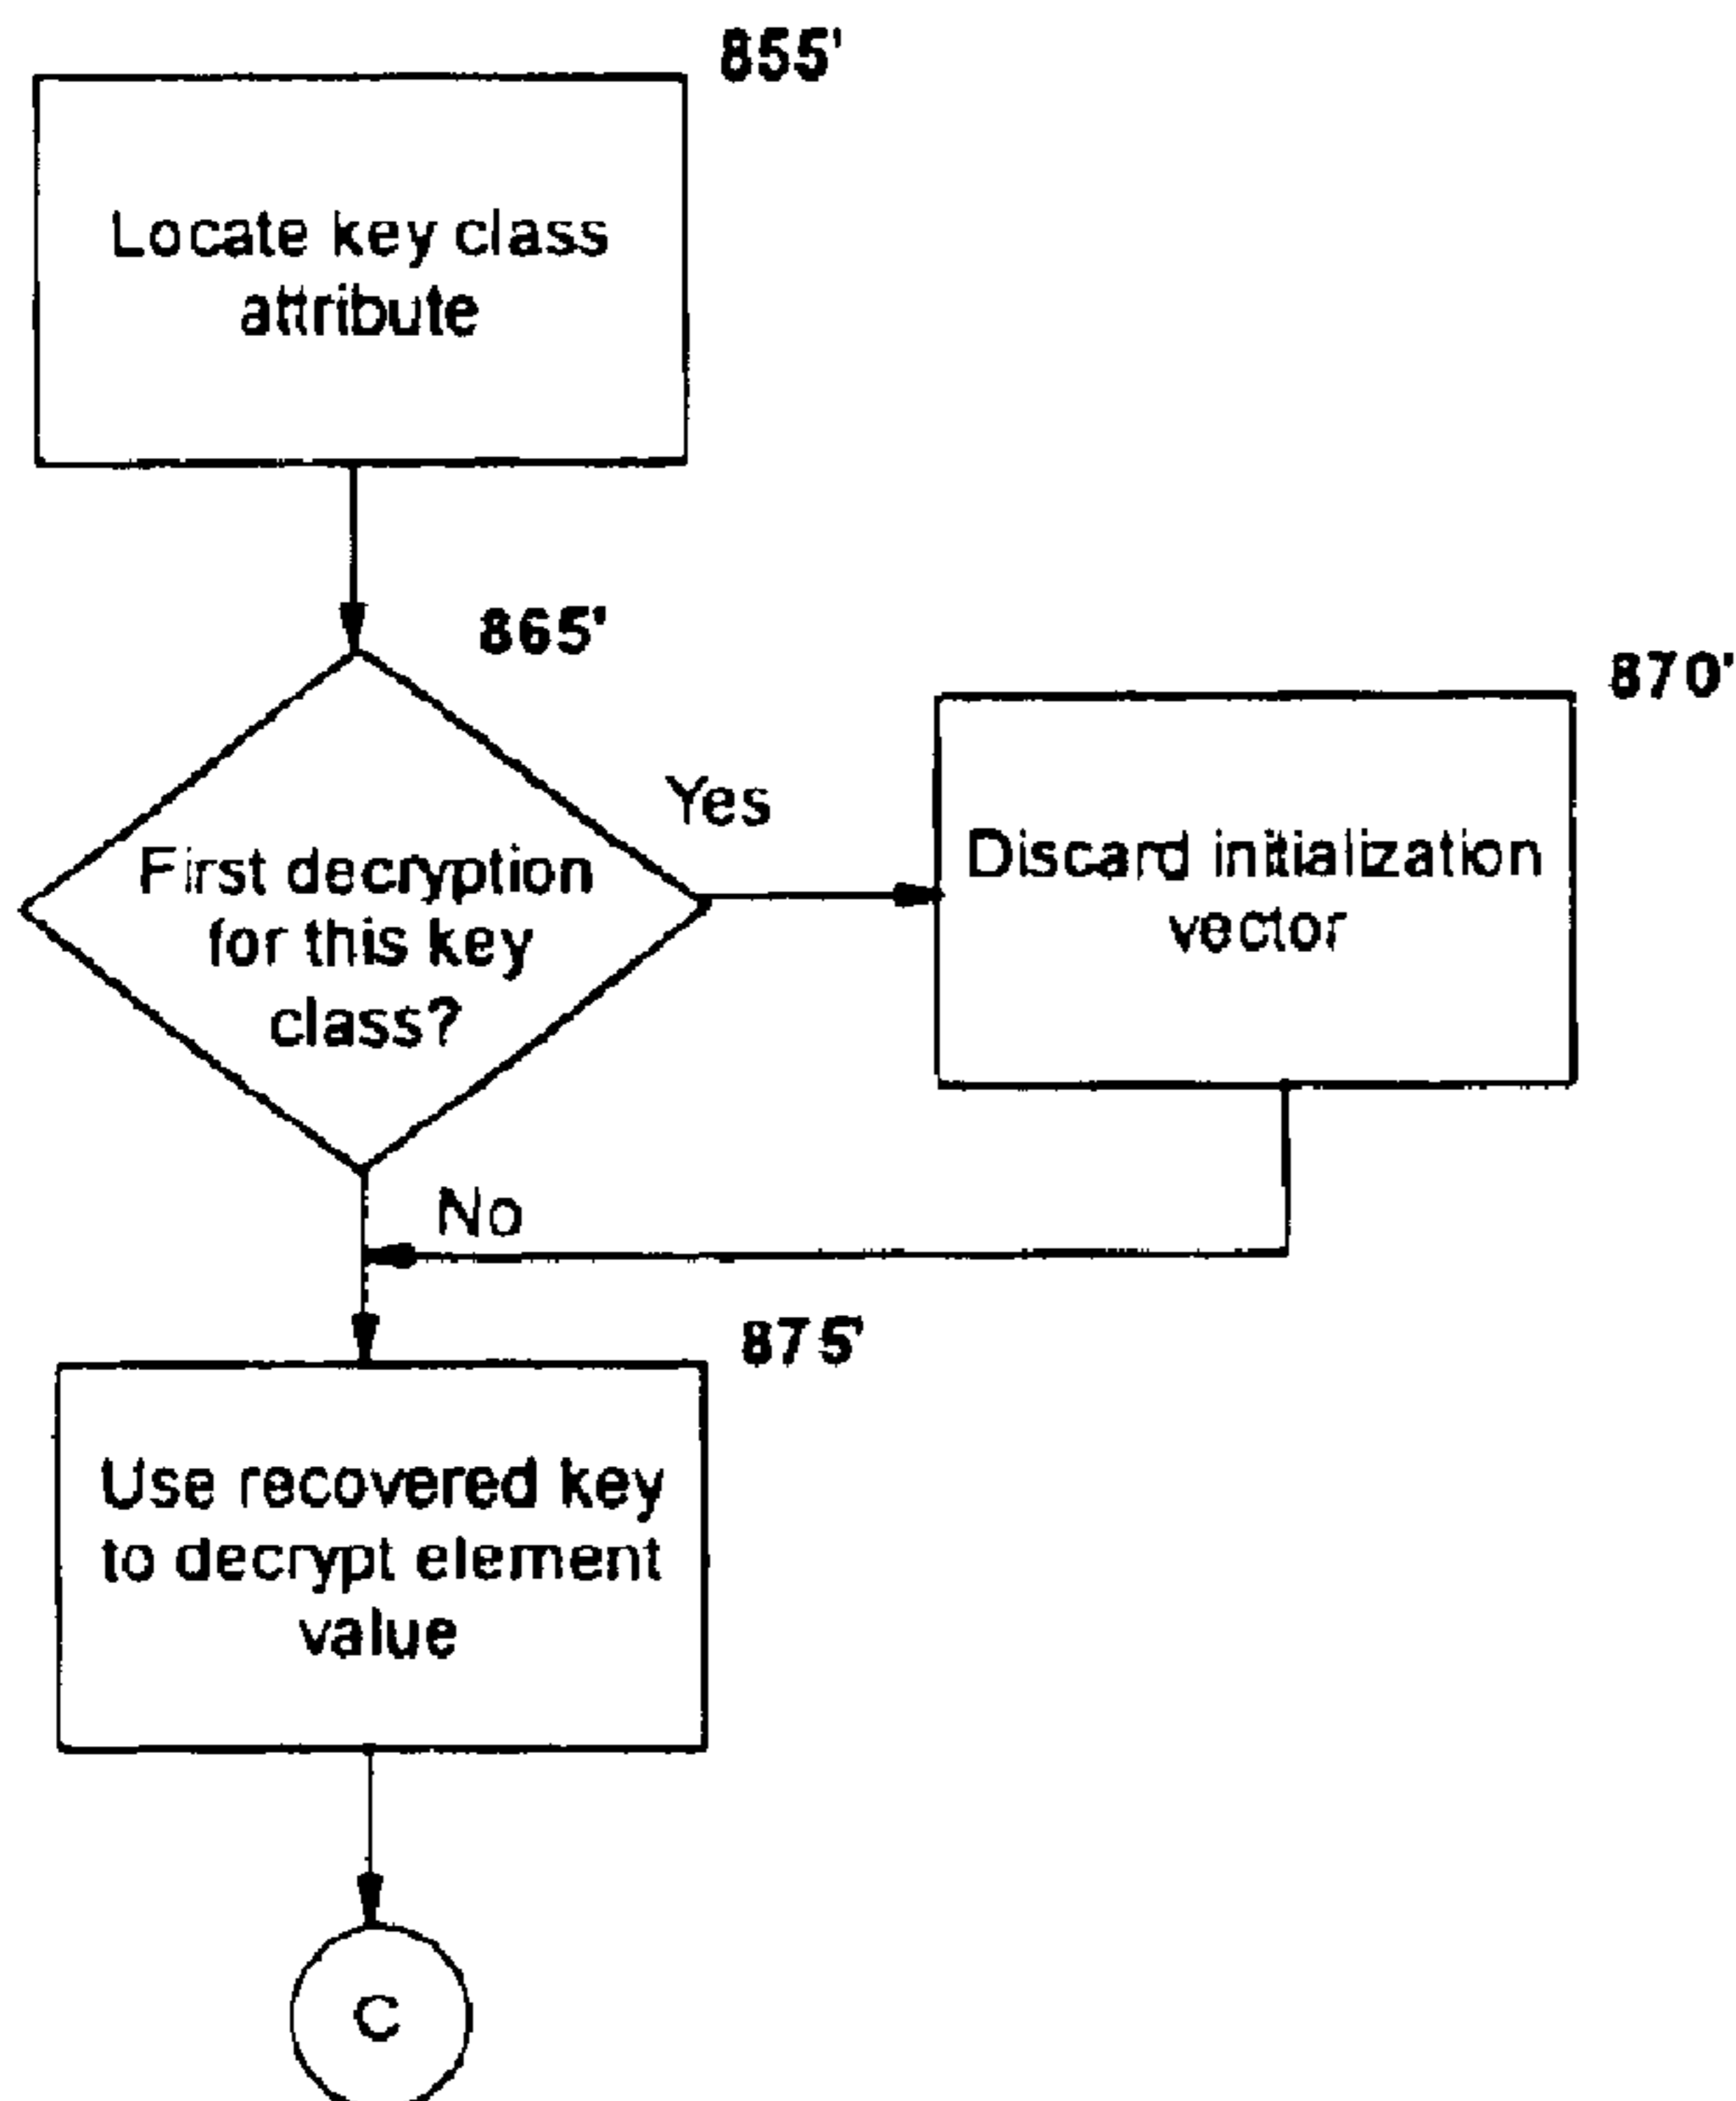 855'
Locate key class
attribute
865'
870'
Yes
First decryption
for this key
class?
Discard initialization
vector
No
875'
Use recovered key
to decrypt element
value
C